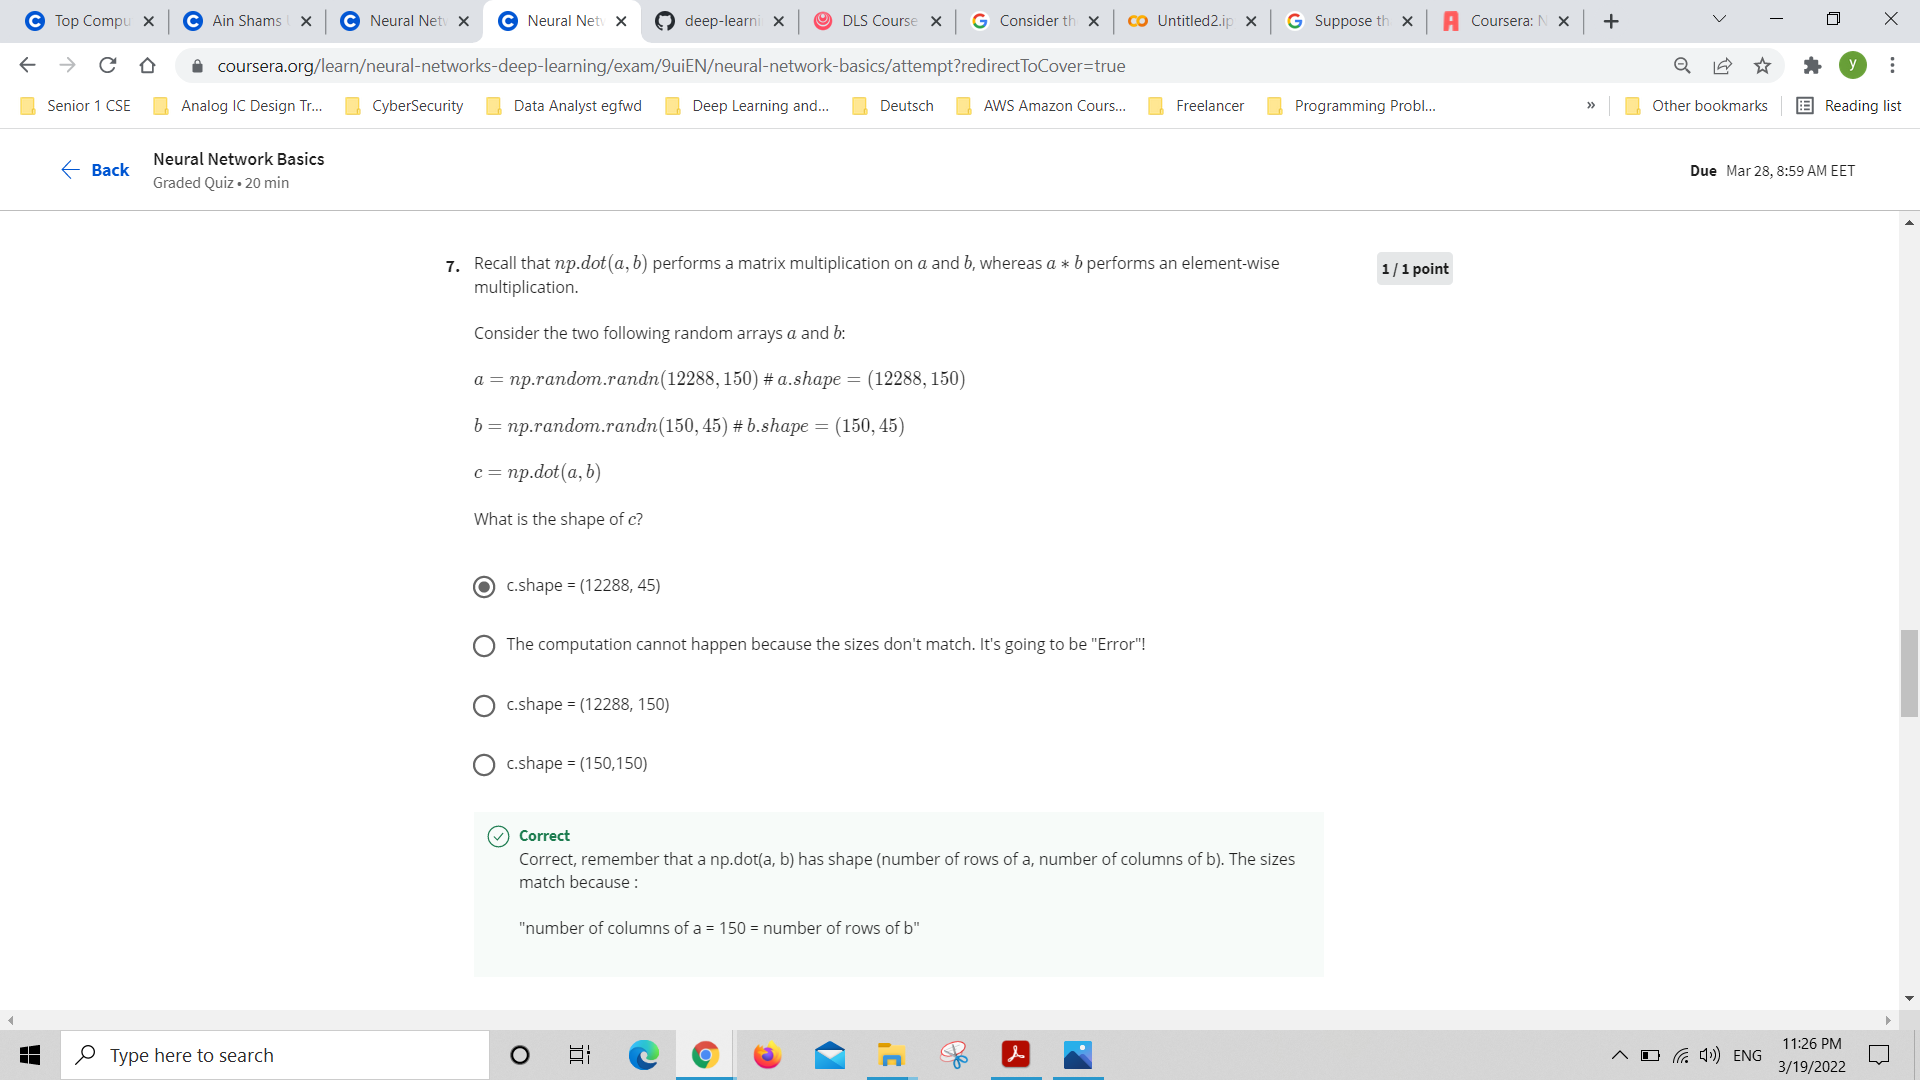 Top Compu
Ain Shams
Neural Net
Neural Net
deep-learni
DLS Course
Consider th
Untitled2.ip
Suppose th
Coursera: N
coursera.org/learn/neural-networks-deep-learning/exam/9uiEN/neural-network-basics/attempt?redirectToCover=true
y
Senior 1 CSE
Analog IC Design Tr...
CyberSecurity
Data Analyst egfwd
Deep Learning and...
Deutsch
AWS Amazon Cours...
Freelancer
Programming Probl...
»
Other bookmarks
Reading list
Back
Neural Network Basics
Graded Quiz • 20 min
Due Mar 28, 8:59 AM EET
7. Recall that np.dot(a, b) performs a matrix multiplication on a and b, whereas a * b performs an element-wise
multiplication.
1 / 1 point
Consider the two following random arrays a and b:
a = np.random.randn(12288, 150) # a.shape = (12288, 150)
b = np.random.randn(150, 45) # b.shape = (150, 45)
c = np.dot(a, b)
What is the shape of c?
c.shape = (12288, 45)
The computation cannot happen because the sizes don't match. It's going to be "Error"!
c.shape = (12288, 150)
c.shape = (150,150)
Correct
Correct, remember that a np.dot(a, b) has shape (number of rows of a, number of columns of b). The sizes
match because :
"number of columns of a = 150 = number of rows of b"
Type here to search
ENG
11:26 PM
3/19/2022